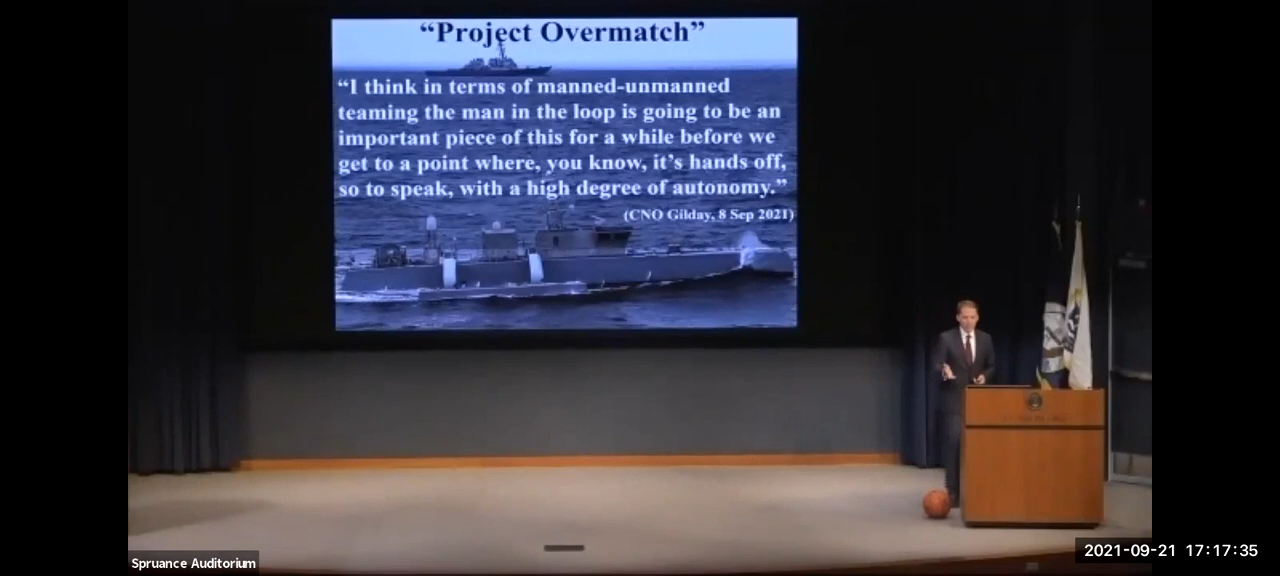 “Project Overmatch”
“I think in terms of manned-unmanned
teaming the man in the loop is going to be an
important piece of this for a while before we
get to a point where, you know, it’s hands off,
so to speak, with a high degree of autonomy.”
(CNO Gilday, 8 Sep 2021)
Spruance Auditorium
2021-09-21 17:17:35